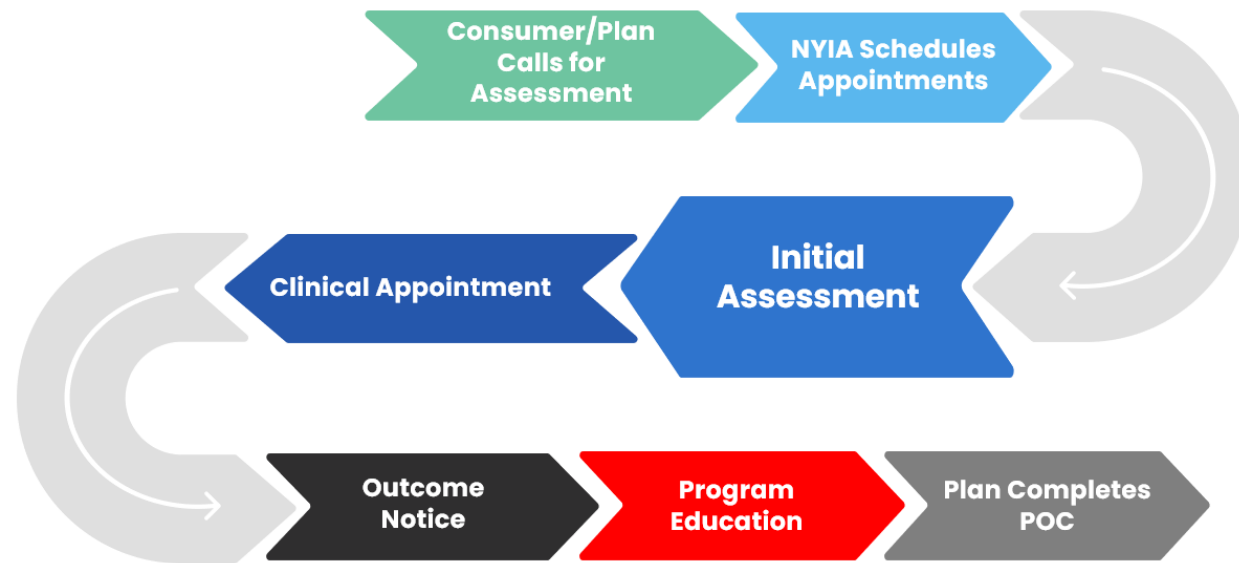 Consumer/Plan
Calls for
Assessment
NYIA Schedules
Appointments
Initial
Assessment
Clinical Appointment
Outcome
Notice
Program
Education
Plan Completes
POC